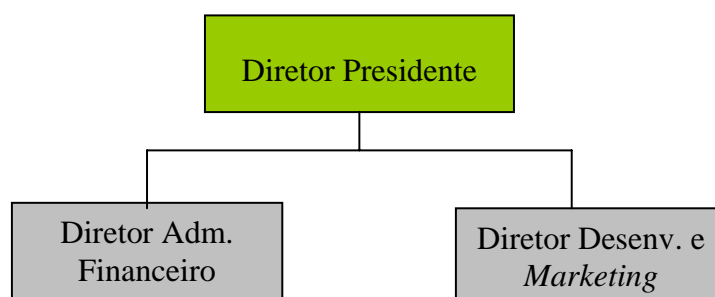 Diretor Presidente
Diretor Adm.
Financeiro
Diretor Desenv. e
Marketing